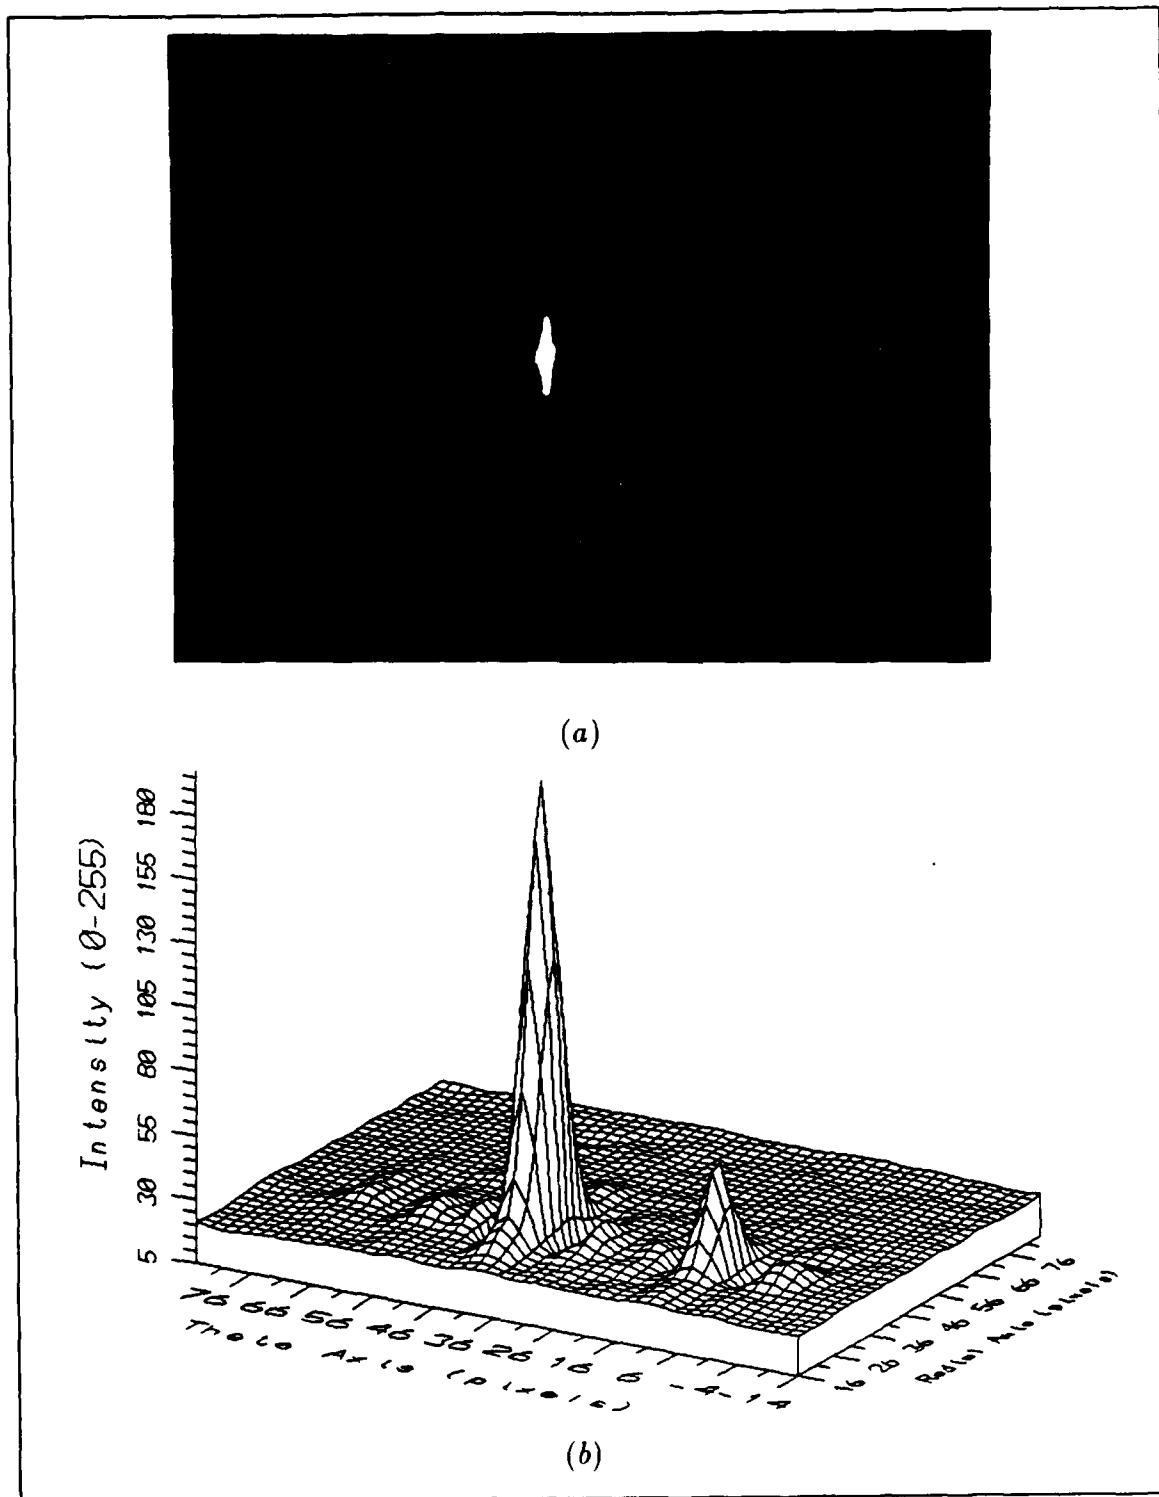 (a)
Intensity (0-255)
180
155
130
105
80
55
30
5
76 66 56 46 36 26 16 6 -4 -14
Theta Axis (pixels)
16 26 36 46 56 66 76
Radial Axis (pixels)
(b)